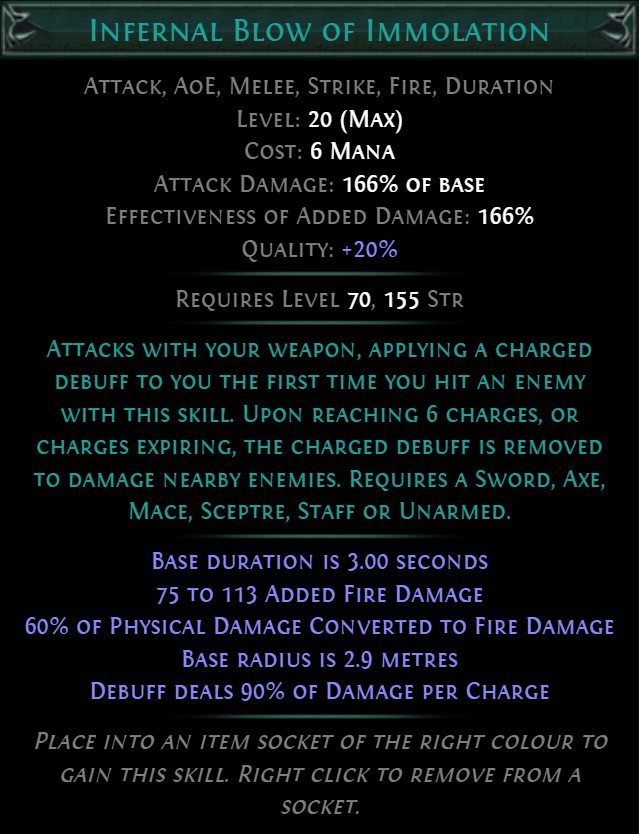 Infernal Blow of Immolation
Attack, AoE, Melee, Strike, Fire, Duration
Level: 20 (Max)
Cost: 6 Mana
Attack Damage: 166% of base
Effectiveness of Added Damage: 166%
Quality: +20%
Requires Level 70, 155 Str
Attacks with your weapon, applying a charged
debuff to you the first time you hit an enemy
with this skill. Upon reaching 6 charges, or
charges expiring, the charged debuff is removed
to damage nearby enemies. Requires a Sword, Axe,
Mace, Sceptre, Staff or Unarmed.
Base duration is 3.00 seconds
75 to 113 Added Fire Damage
60% of Physical Damage Converted to Fire Damage
Base radius is 2.9 metres
Debuff deals 90% of Damage per Charge
Place into an item socket of the right colour to
gain this skill. Right click to remove from a
socket.